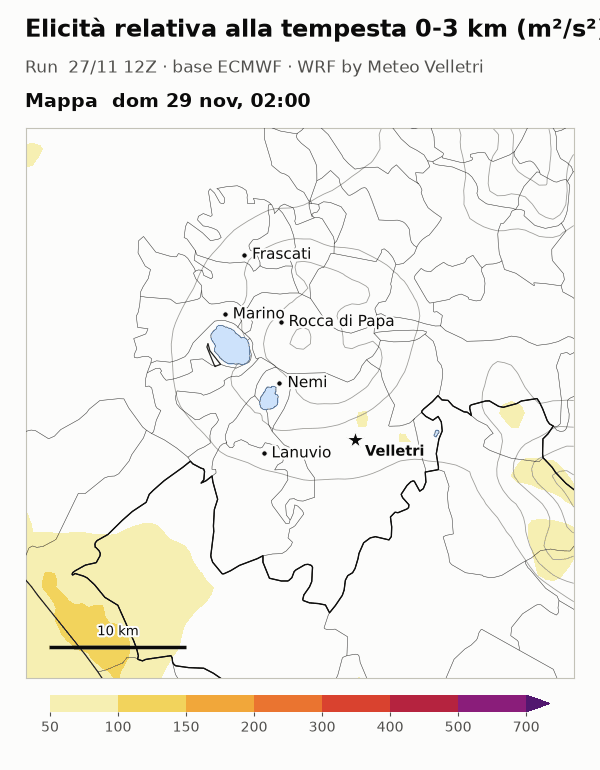 Elicità relativa alla tempesta 0-3 km (m²/s²)
Run  27/11 12Z · base ECMWF · WRF by Meteo Velletri
Mappa  dom 29 nov, 02:00
Frascati
Marino
Rocca di Papa
Nemi
Lanuvio
Velletri
10 km
50 100 150 200 300 400 500 700